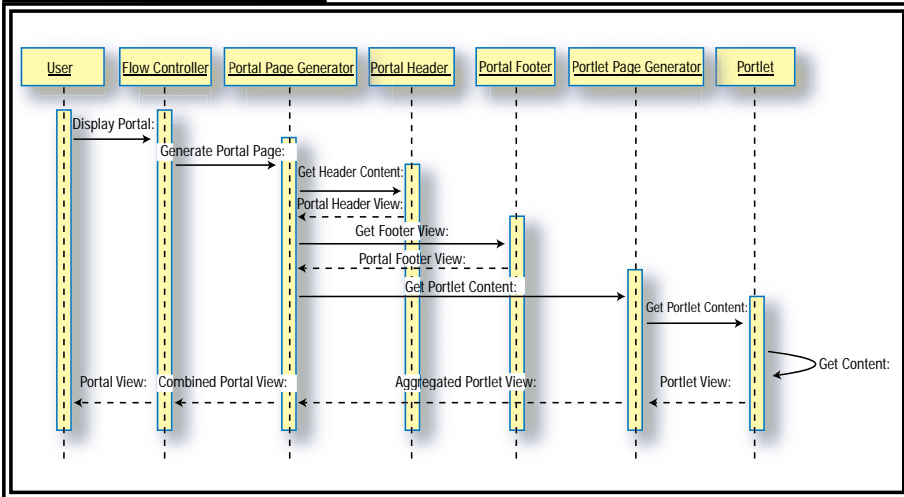 User
Flow Controller
Portal Page Generator
Portal Header
Portal Footer
Portlet Page Generator
Portlet
Display Portal:
Generate Portal Page:
Get Header Content:
Portal Header View:
Get Footer View:
Portal Footer View:
Get Portlet Content:
Get Portlet Content:
Get Content:
Portal View:
Combined Portal View:
Aggregated Portlet View:
Portlet View: